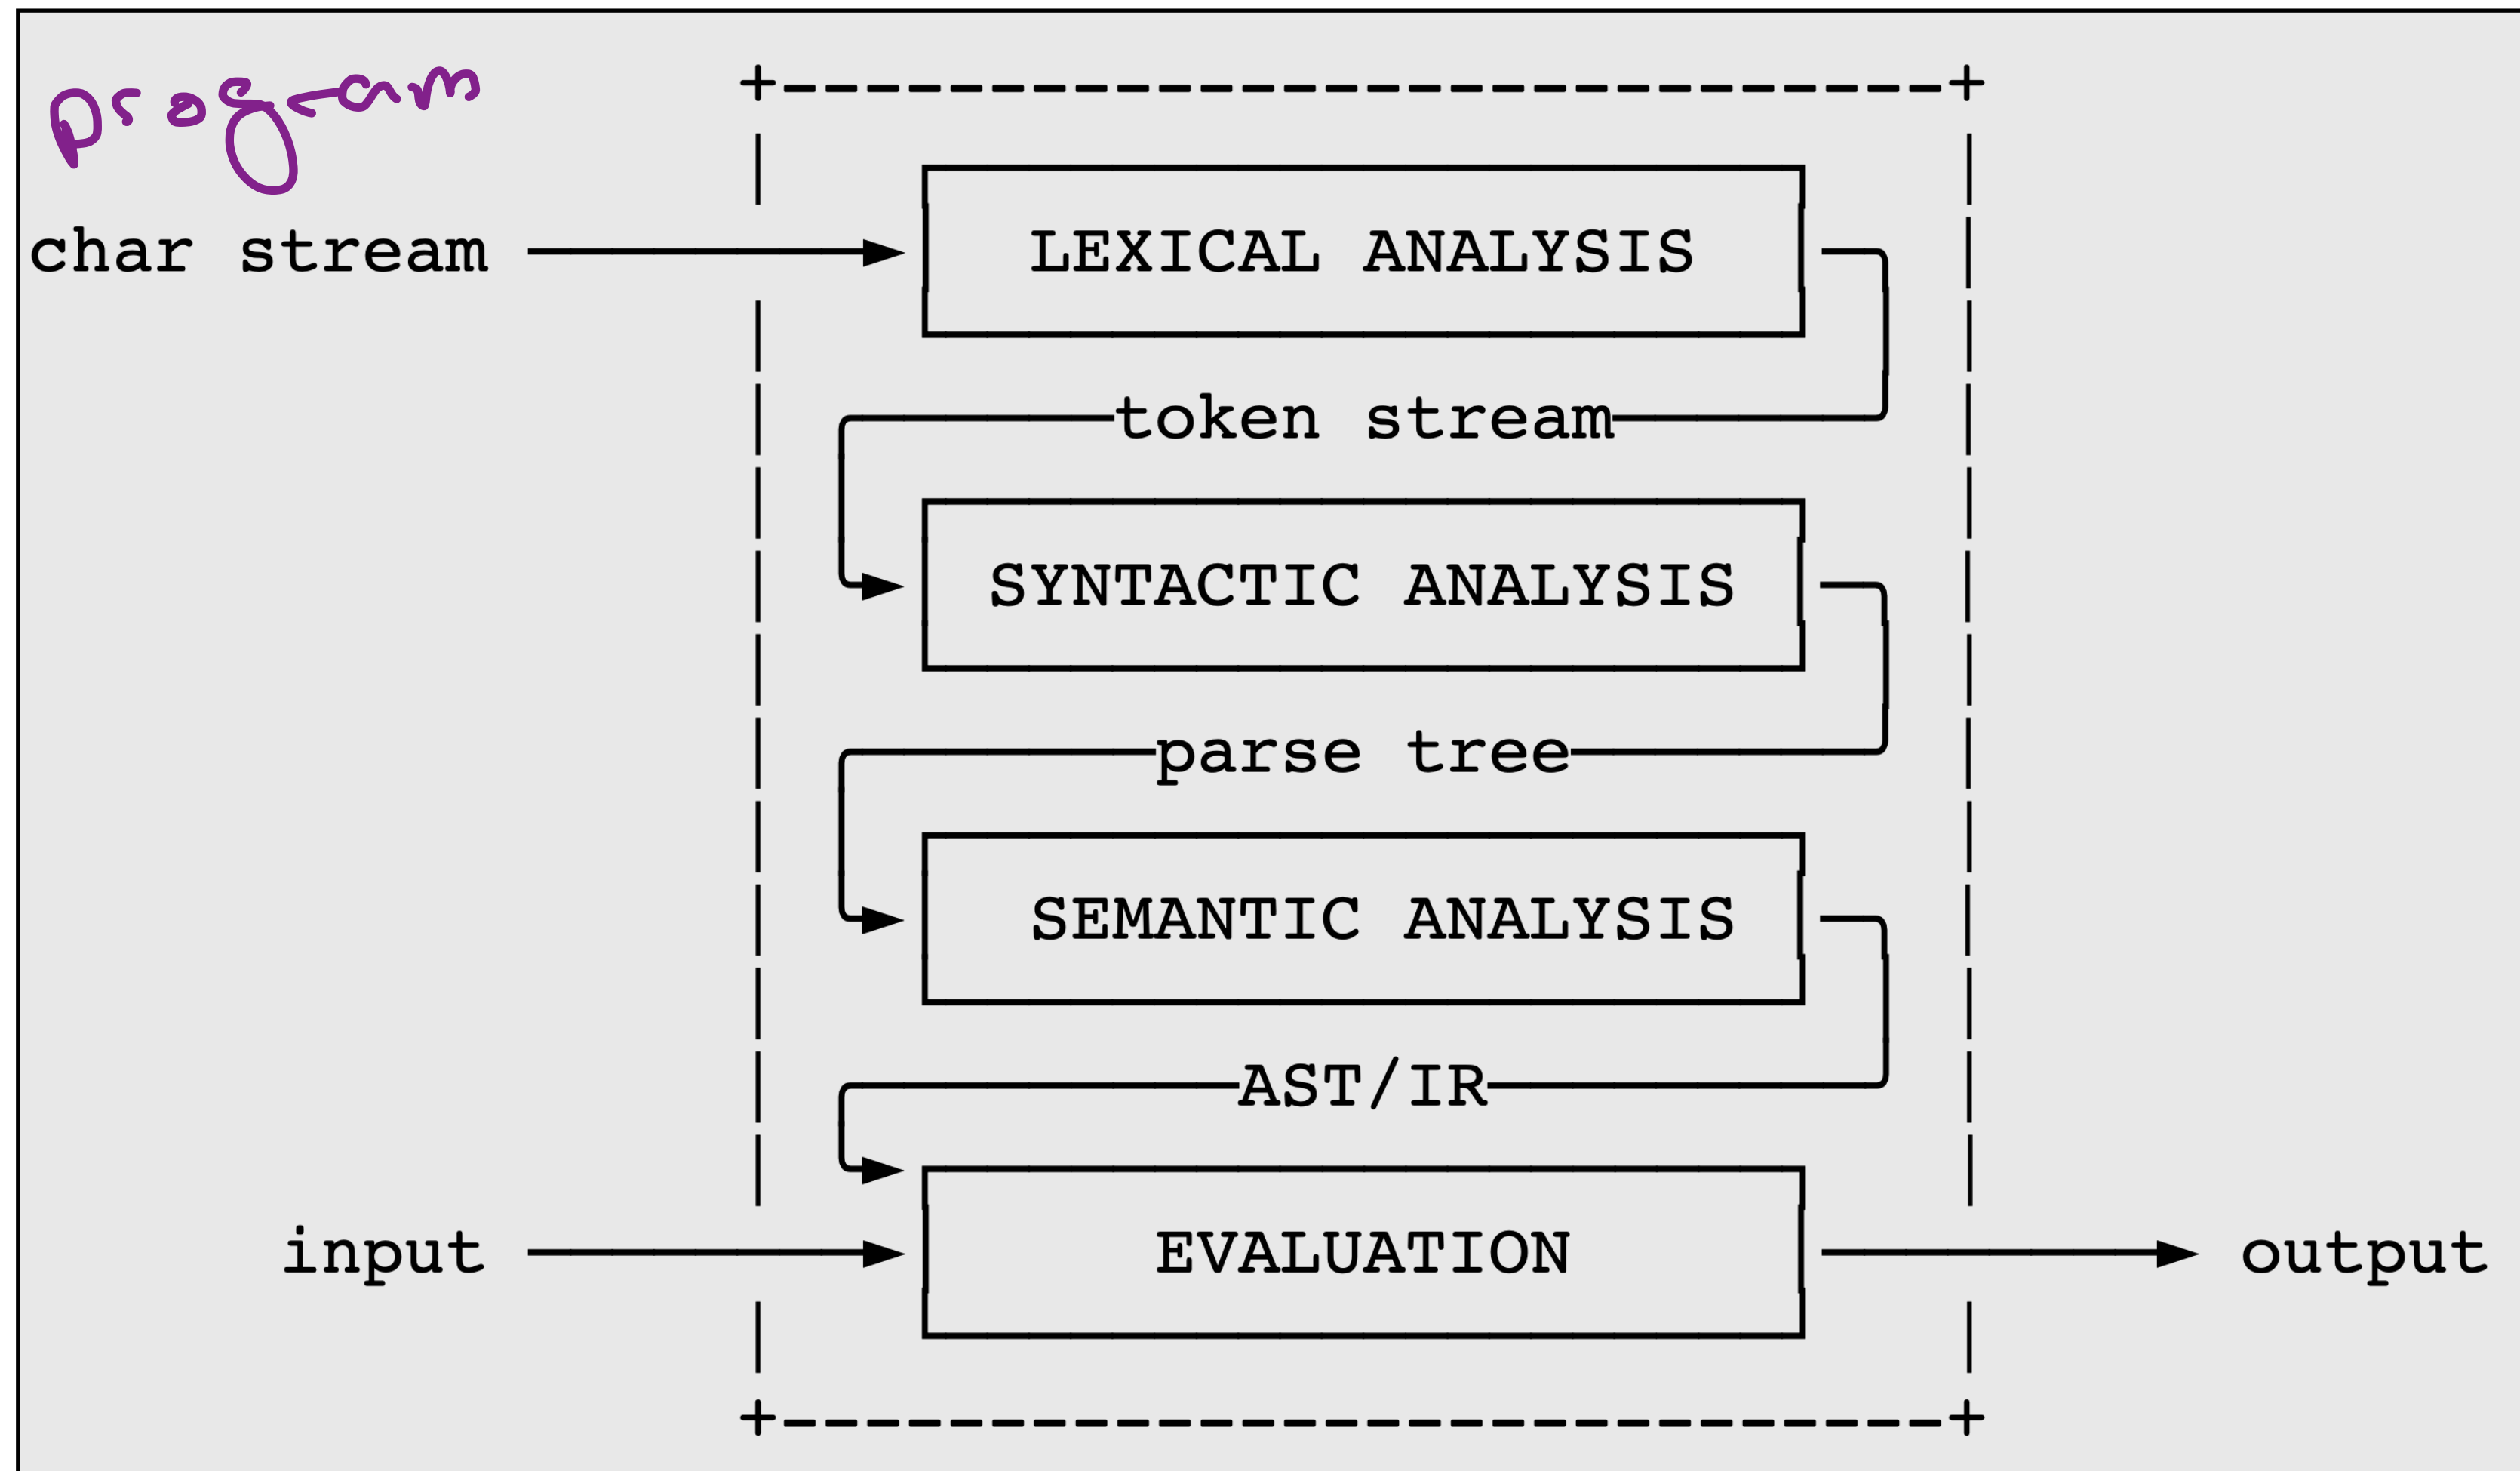 program
char stream
LEXICAL ANALYSIS
token stream
SYNTACTIC ANALYSIS
parse tree
SEMANTIC ANALYSIS
AST/IR
input
EVALUATION
output